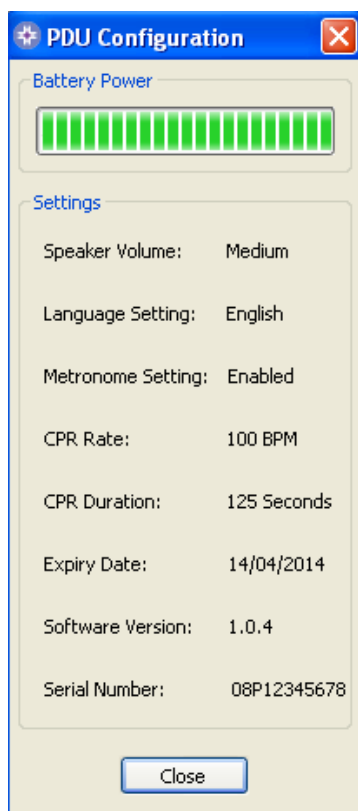 PDU Configuration
Battery Power
Settings
Speaker Volume: Medium
Language Setting: English
Metronome Setting: Enabled
CPR Rate: 100 BPM
CPR Duration: 125 Seconds
Expiry Date: 14/04/2014
Software Version: 1.0.4
Serial Number: 08P12345678
Close